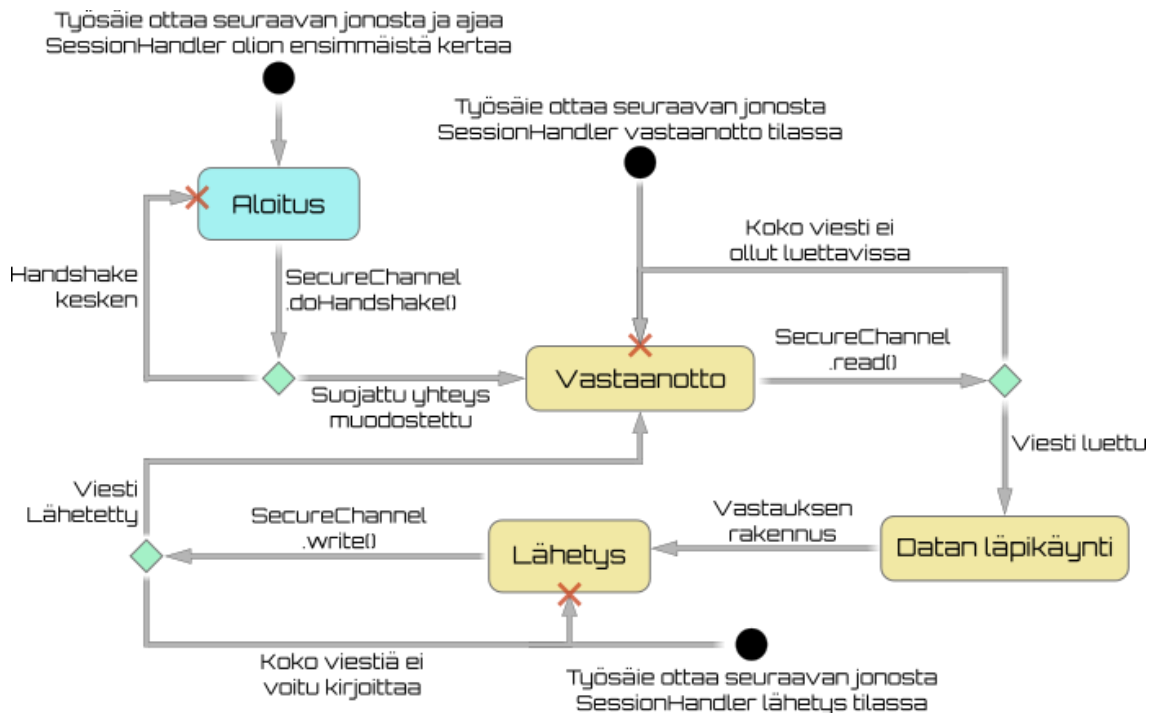 Työsäie ottaa seuraavan jonosta ja ajaa
SessionHandler olion ensimmäistä kertaa
Työsäie ottaa seuraavan jonosta
SessionHandler vastaanotto tilassa
Aloitus
Koko viesti ei
ollut luettavissa
Handshake
kesken
SecureChannel
.doHandshake()
SecureChannel
.read()
Vastaanotto
Suojattu yhteys
muodostettu
Viesti luettu
Viesti
Lähetetty
SecureChannel
.write()
Vastauksen
rakennus
Lähetys
Datan läpikäynti
Koko viestiä ei
voitu kirjoittaa
Työsäie ottaa seuraavan jonosta
SessionHandler lähetys tilassa